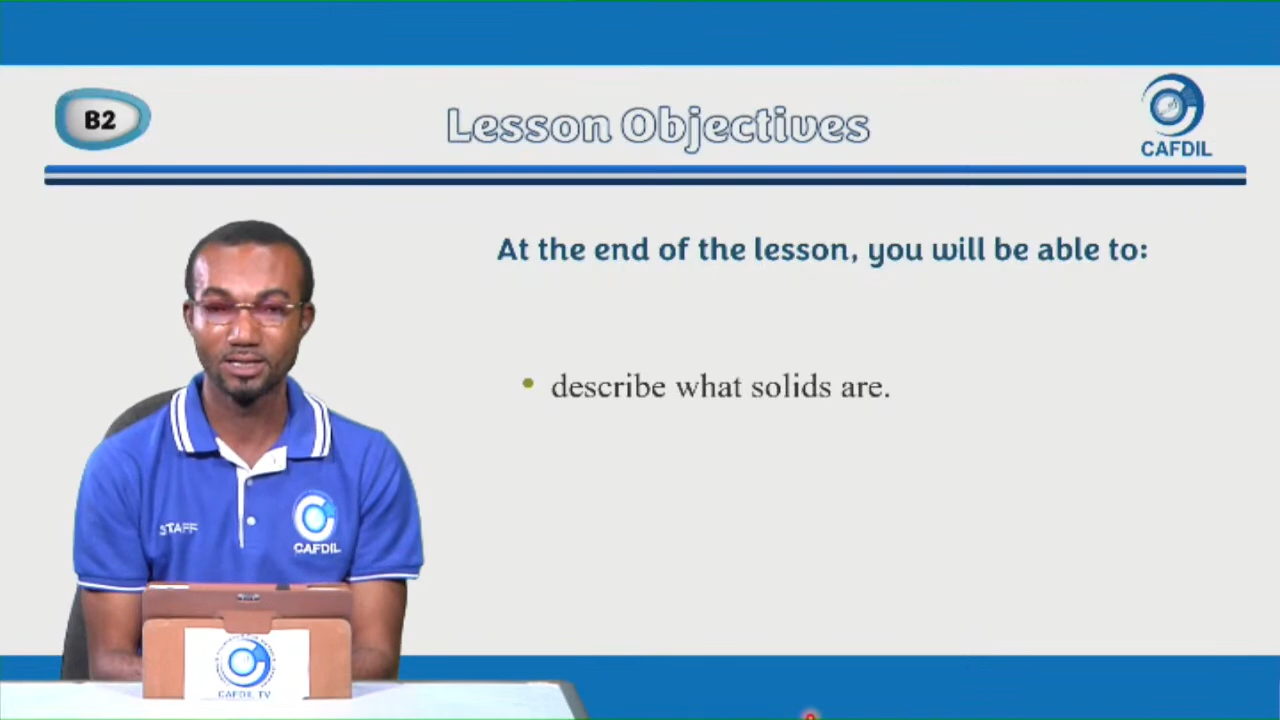 B2
Lesson Objectives
CAFDIL
At the end of the lesson, you will be able to:
• describe what solids are.
STAFF
CAFDIL
CAFDIL TV